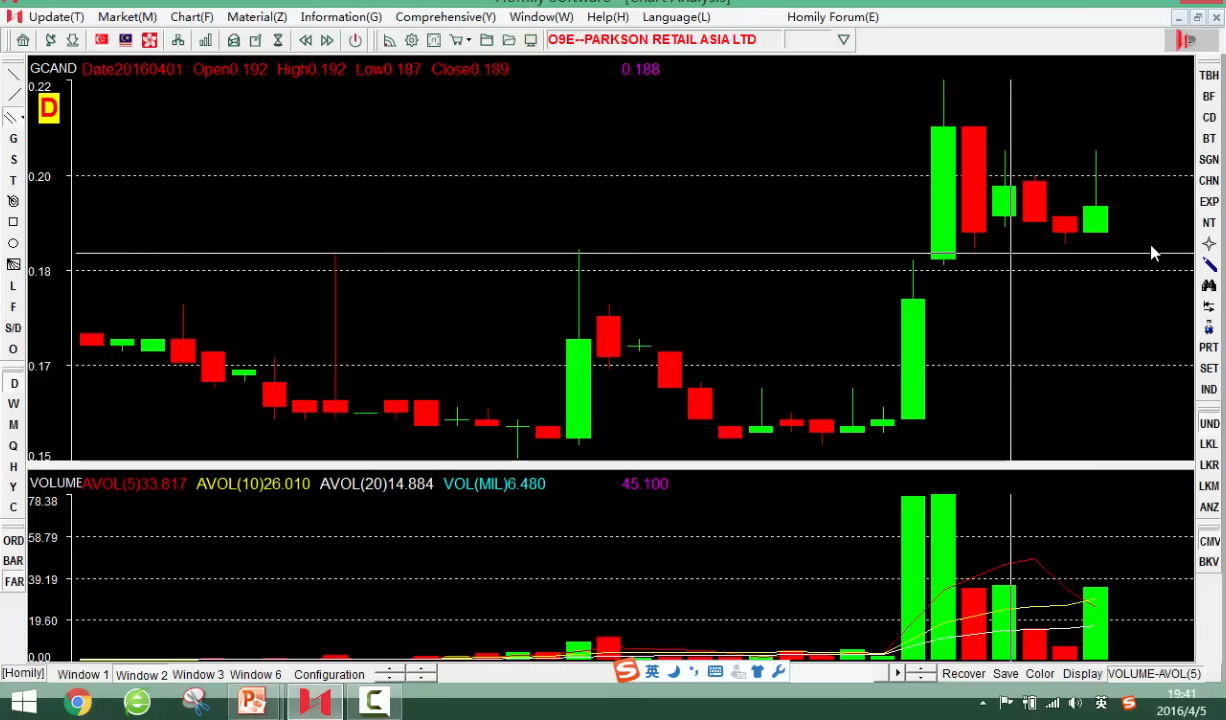 Homily Software - [Chart Analysis]
Update(T) Market(M) Chart(F) Material(Z) Information(G) Comprehensive(Y) Window(W) Help(H) Language(L) Homily Forum(E)
O9E--PARKSON RETAIL ASIA LTD
GCAND Date20160401 Open0.192 High0.192 Low0.187 Close0.189 0.188
0.22
D
0.20
0.18
0.17
0.15
VOLUME AVOL(5)33.817 AVOL(10)26.010 AVOL(20)14.884 VOL(MIL)6.480 45.100
78.38
58.79
39.19
19.60
0.00
G
S
T
L
F
S/D
O
D
W
M
Q
H
Y
C
ORD
BAR
FAR
TBH
BF
CD
BT
SGN
CHN
EXP
NT
PRT
SET
IND
UND
LKL
LKR
LKM
ANZ
CMV
BKV
[Homily] Window 1 Window 2 Window 3 Window 6 Configuration
S 英
Recover Save Color Display VOLUME-AVOL(5)
英 S
19:41
2016/4/5